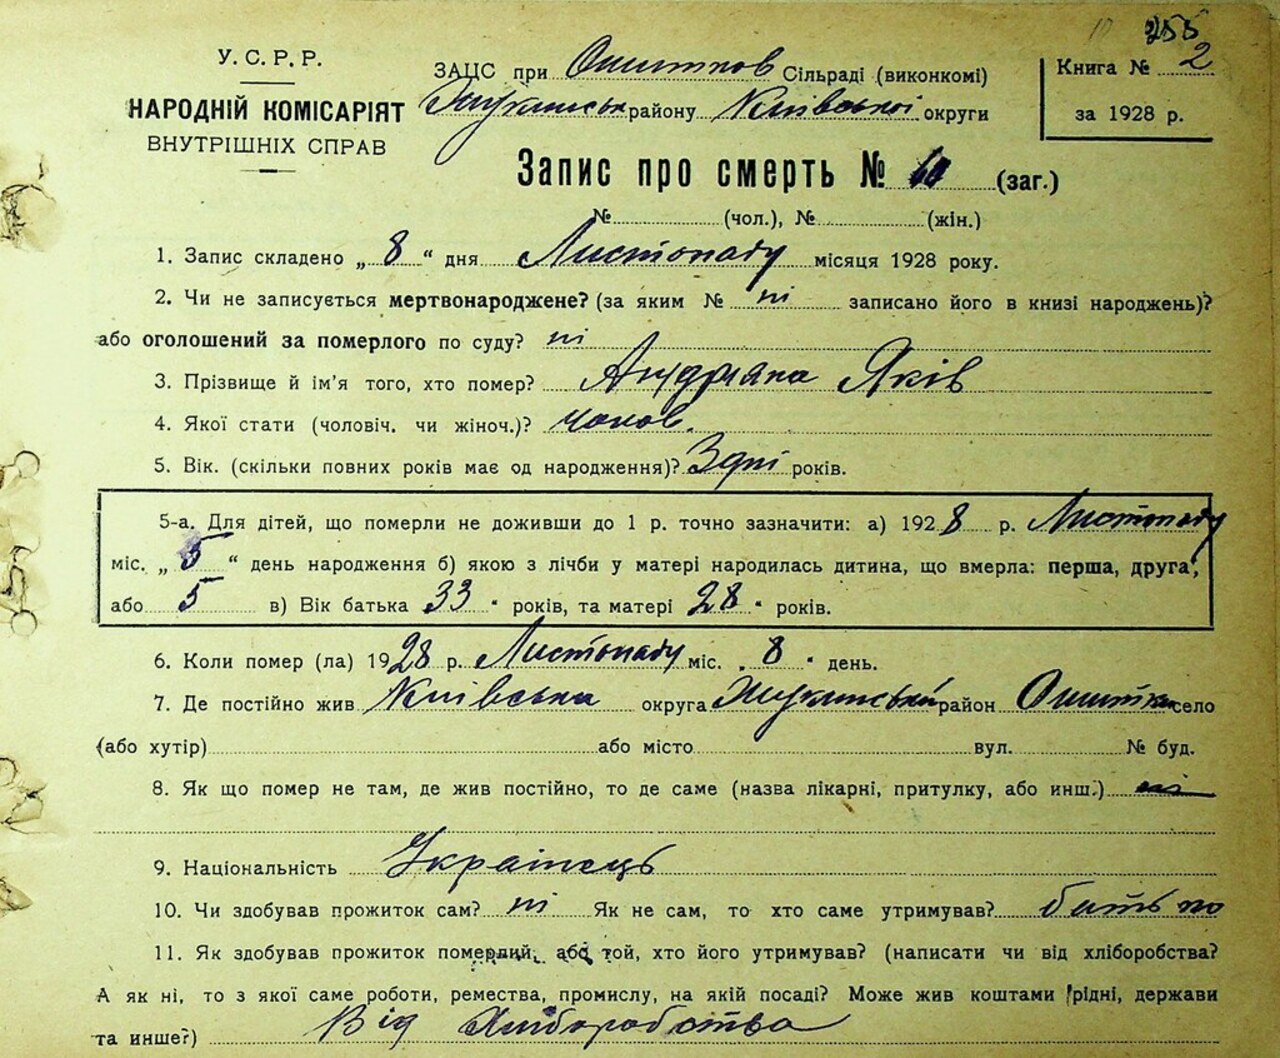 255
У. С. Р. Р.
НАРОДНІЙ КОМІСАРІЯТ
ВНУТРІШНІХ СПРАВ
ЗАЦС при Ошитков Сільраді (виконкомі)
району Київської округи
Книга № 2
за 1928 р.
Запис про смерть № 10 (заг.)
№ (чол.), № (жін.)
1. Запис складено „ 8 “ дня Листопаду місяця 1928 року.
2. Чи не записується мертвонароджене? (за яким № ні записано його в книзі народжень)?
або оголошений за померлого по суду? ні
3. Прізвище й ім'я того, хто помер? Яків
4. Якої стати (чоловіч. чи жіноч.)? чолов.
5. Вік. (скільки повних років має од народження)? 3 дні років.
5-а. Для дітей, що померли не доживши до 1 р. точно зазначити: а) 1928 р. Листопаду
міс. „ 5 “ день народження б) якою з лічби у матері народилась дитина, що вмерла: перша, друга,
або 5 в) Вік батька 33 років, та матері 28 років.
6. Коли помер (ла) 1928 р. Листопаду міс. „ 8 “ день.
7. Де постійно жив Київська округа район Ошитки село
(або хутір) або місто вул. № буд.
8. Як що помер не там, де жив постійно, то де саме (назва лікарні, притулку, або инш.) ні
9. Національність Українець
10. Чи здобував прожиток сам? ні Як не сам, то хто саме утримував? батько
11. Як здобував прожиток померлий, або той, хто його утримував? (написати чи від хліборобства?
А як ні, то з якої саме роботи, ремества, промислу, на якій посаді? Може жив коштами рідні, держави
та инше?) Від Хліборобства